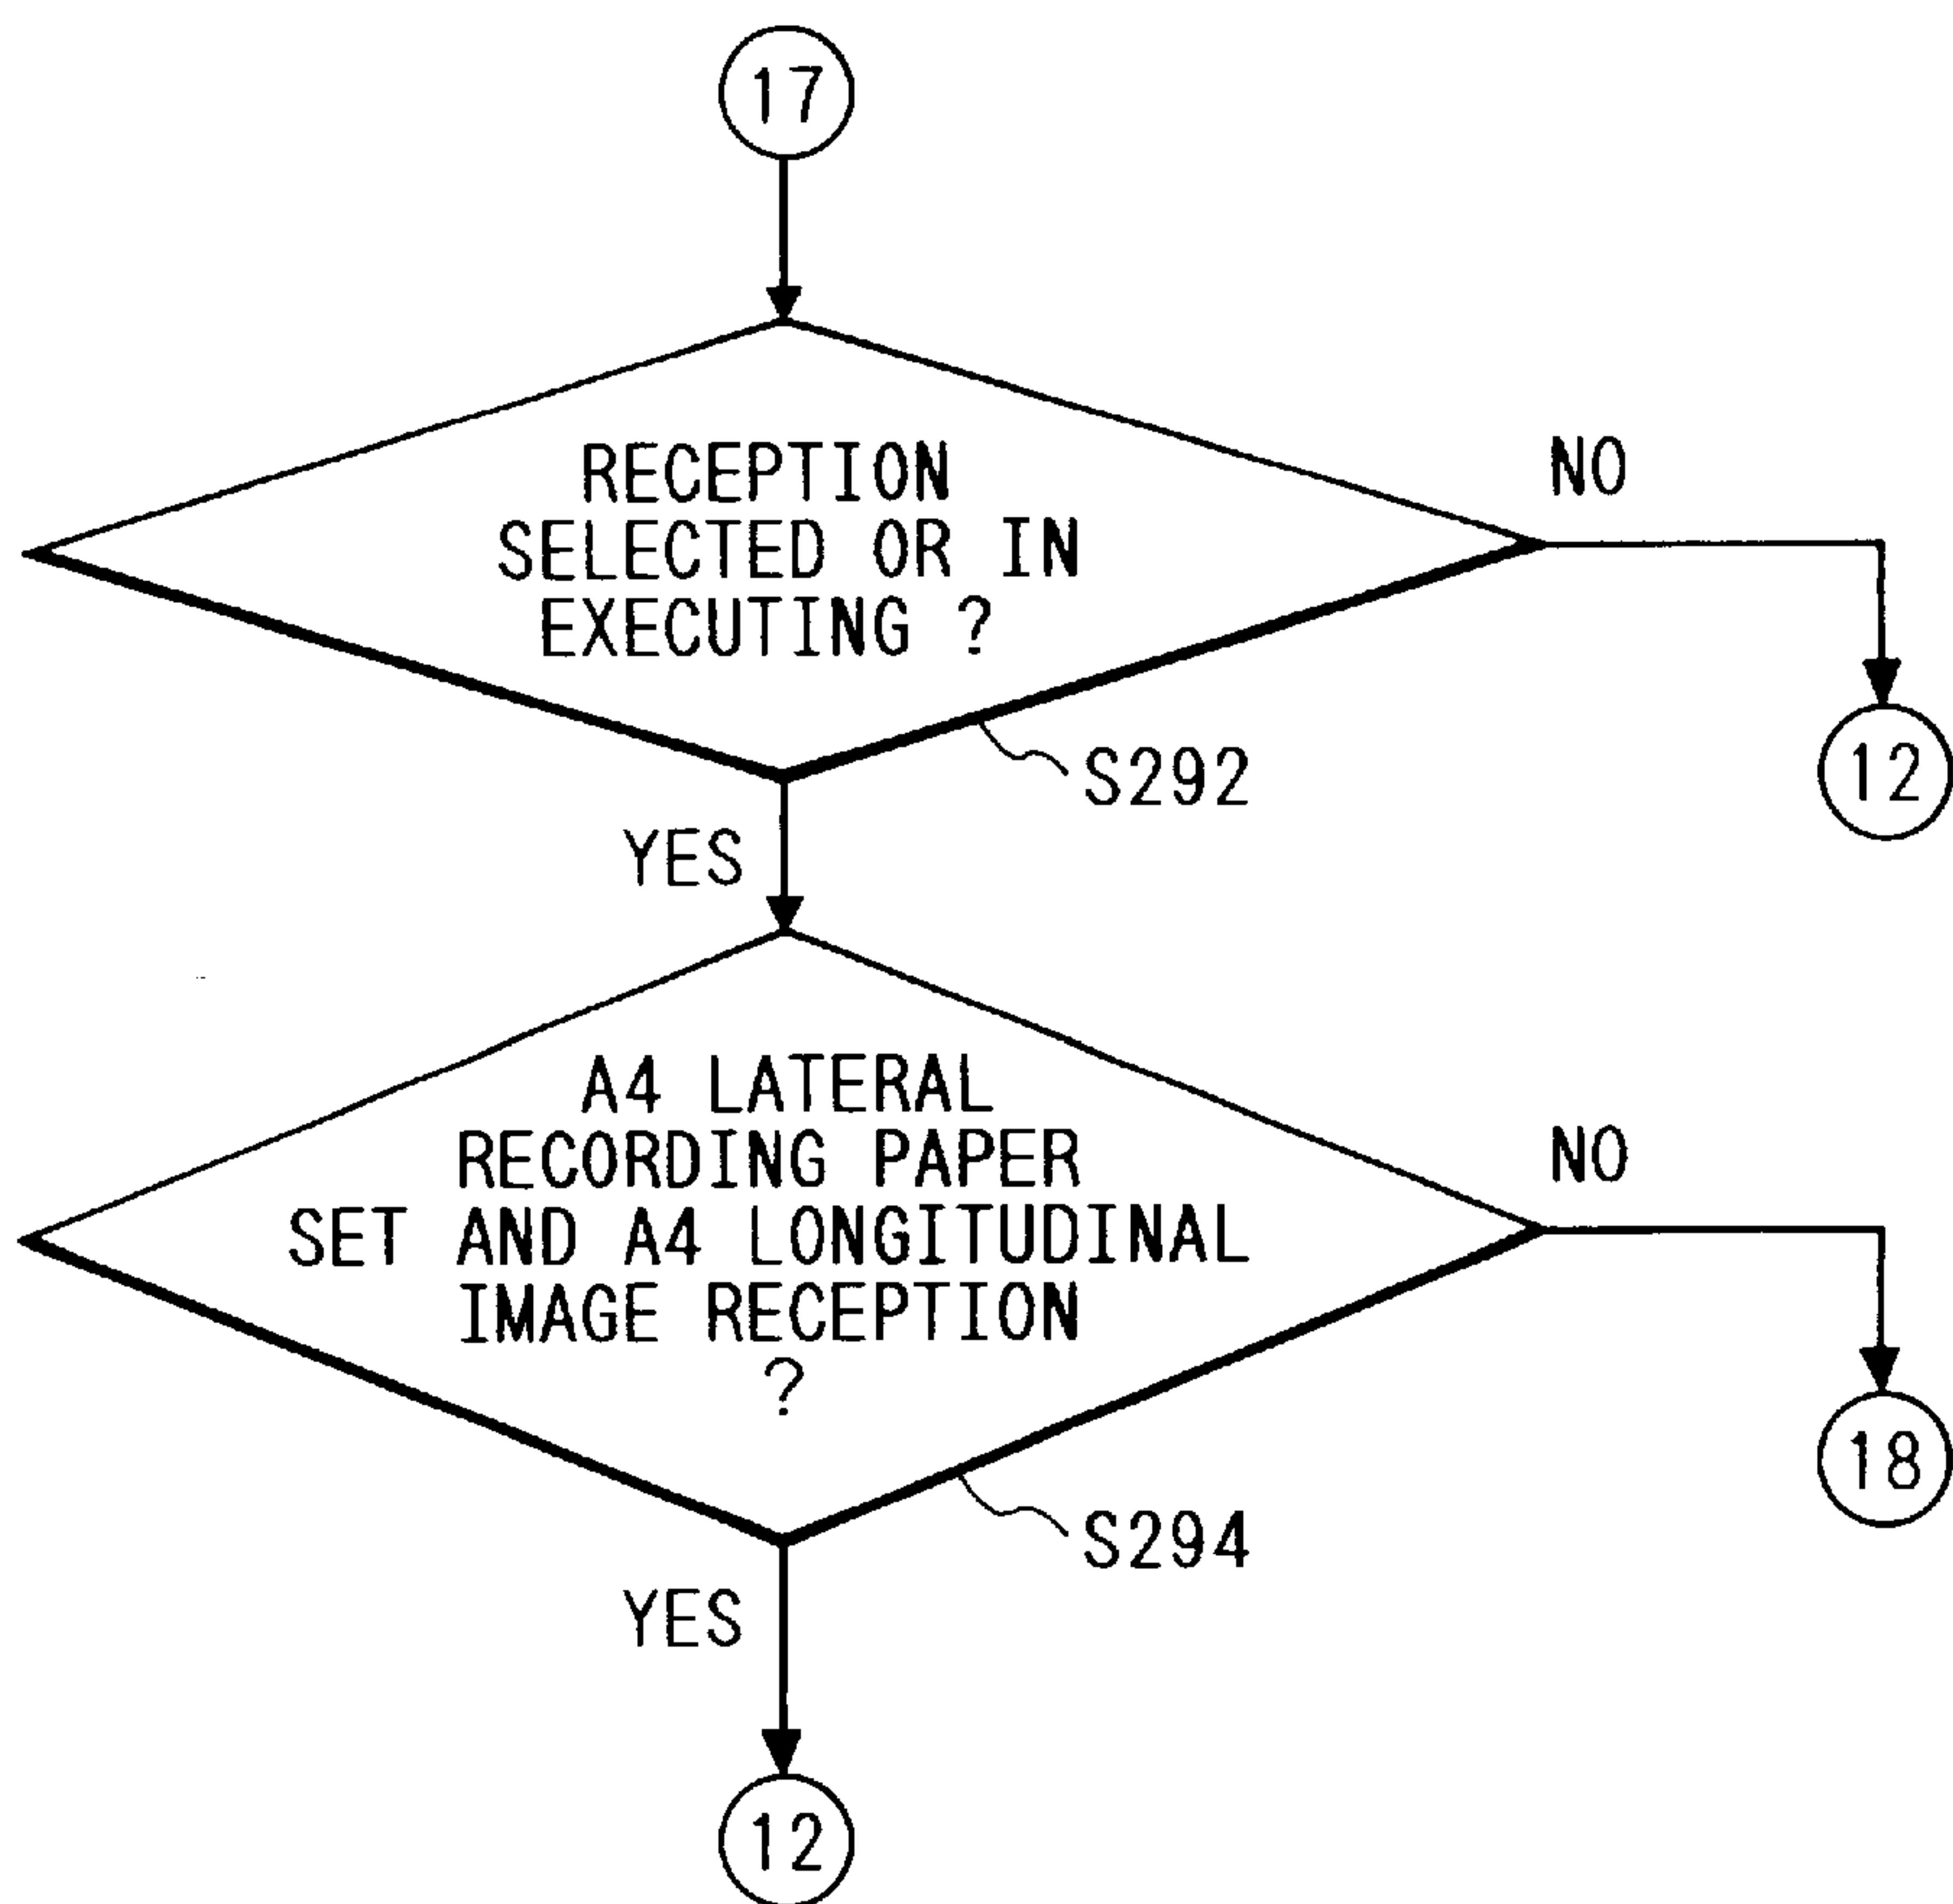 17
RECEPTION
SELECTED OR IN
EXECUTING ?
NO
S292
12
YES
A4 LATERAL
RECORDING PAPER
SET AND A4 LONGITUDINAL
IMAGE RECEPTION
?
NO
18
S294
YES
12